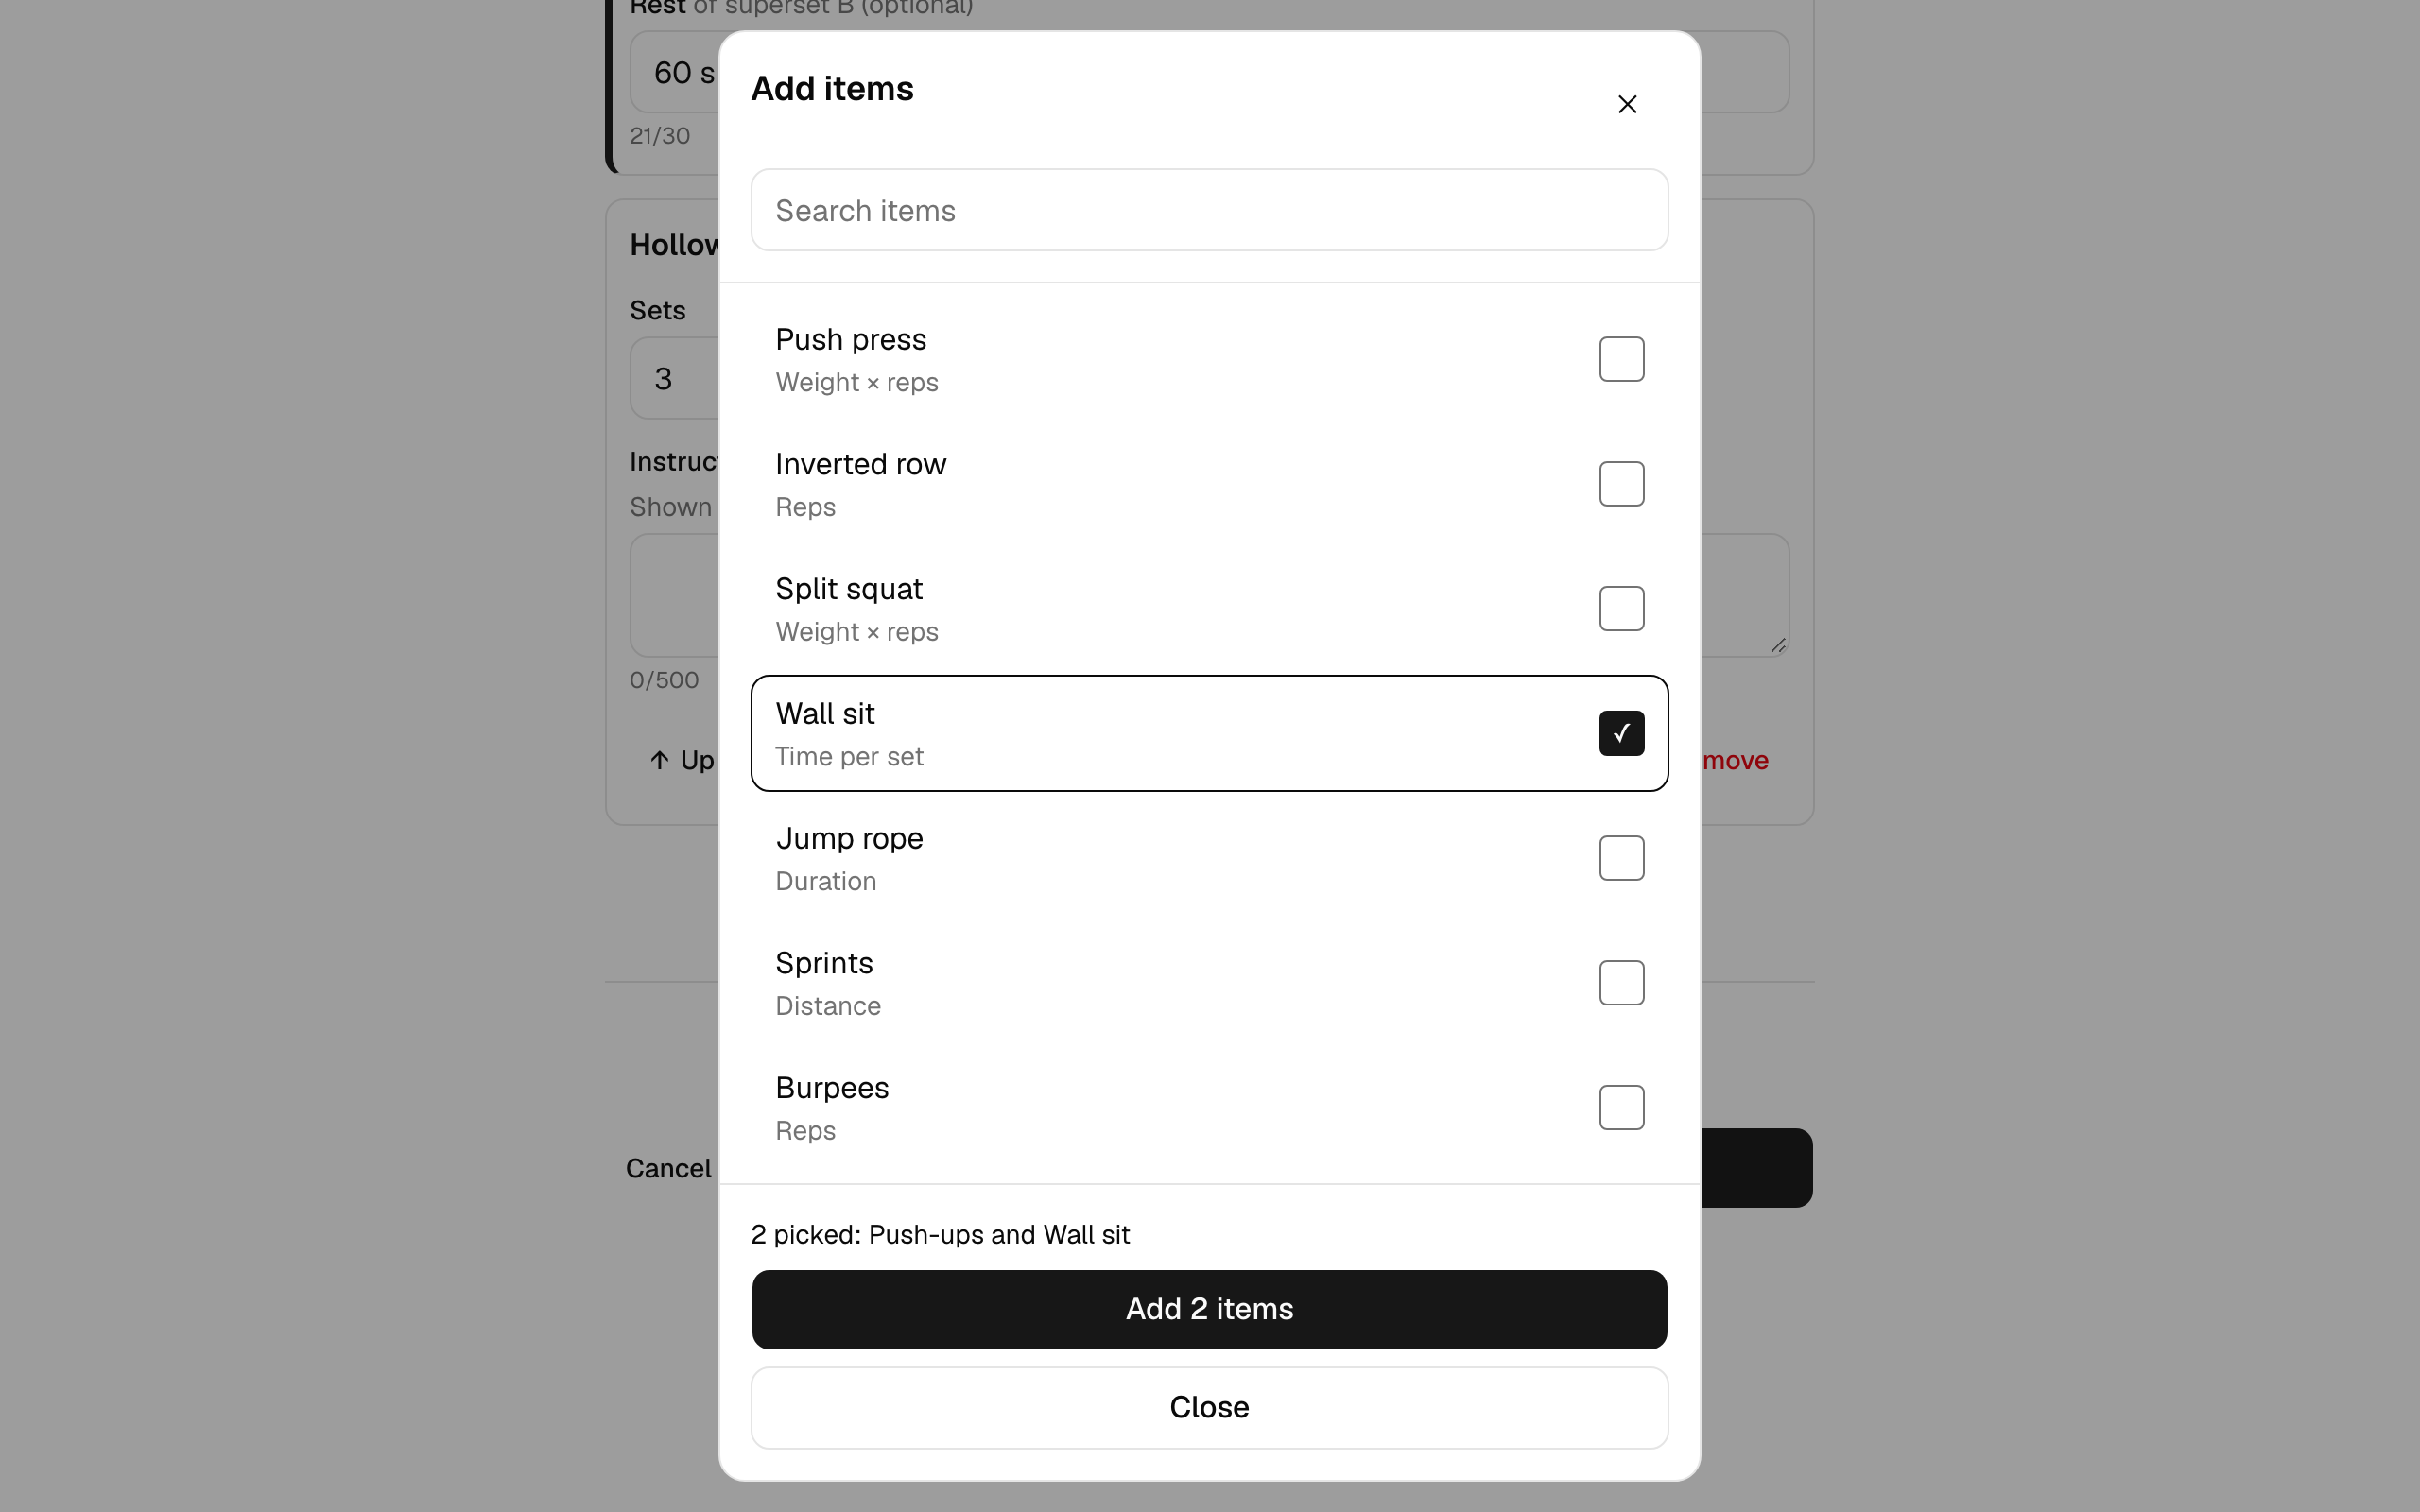 Rest of superset B (optional)
60 s
21/30
Hollow
Sets
3
Instruc
Shown
0/500
↑ Up
move
Cancel
Add items
×
Search items
Push press
Weight × reps
Inverted row
Reps
Split squat
Weight × reps
Wall sit
Time per set
✓
Jump rope
Duration
Sprints
Distance
Burpees
Reps
2 picked: Push-ups and Wall sit
Add 2 items
Close